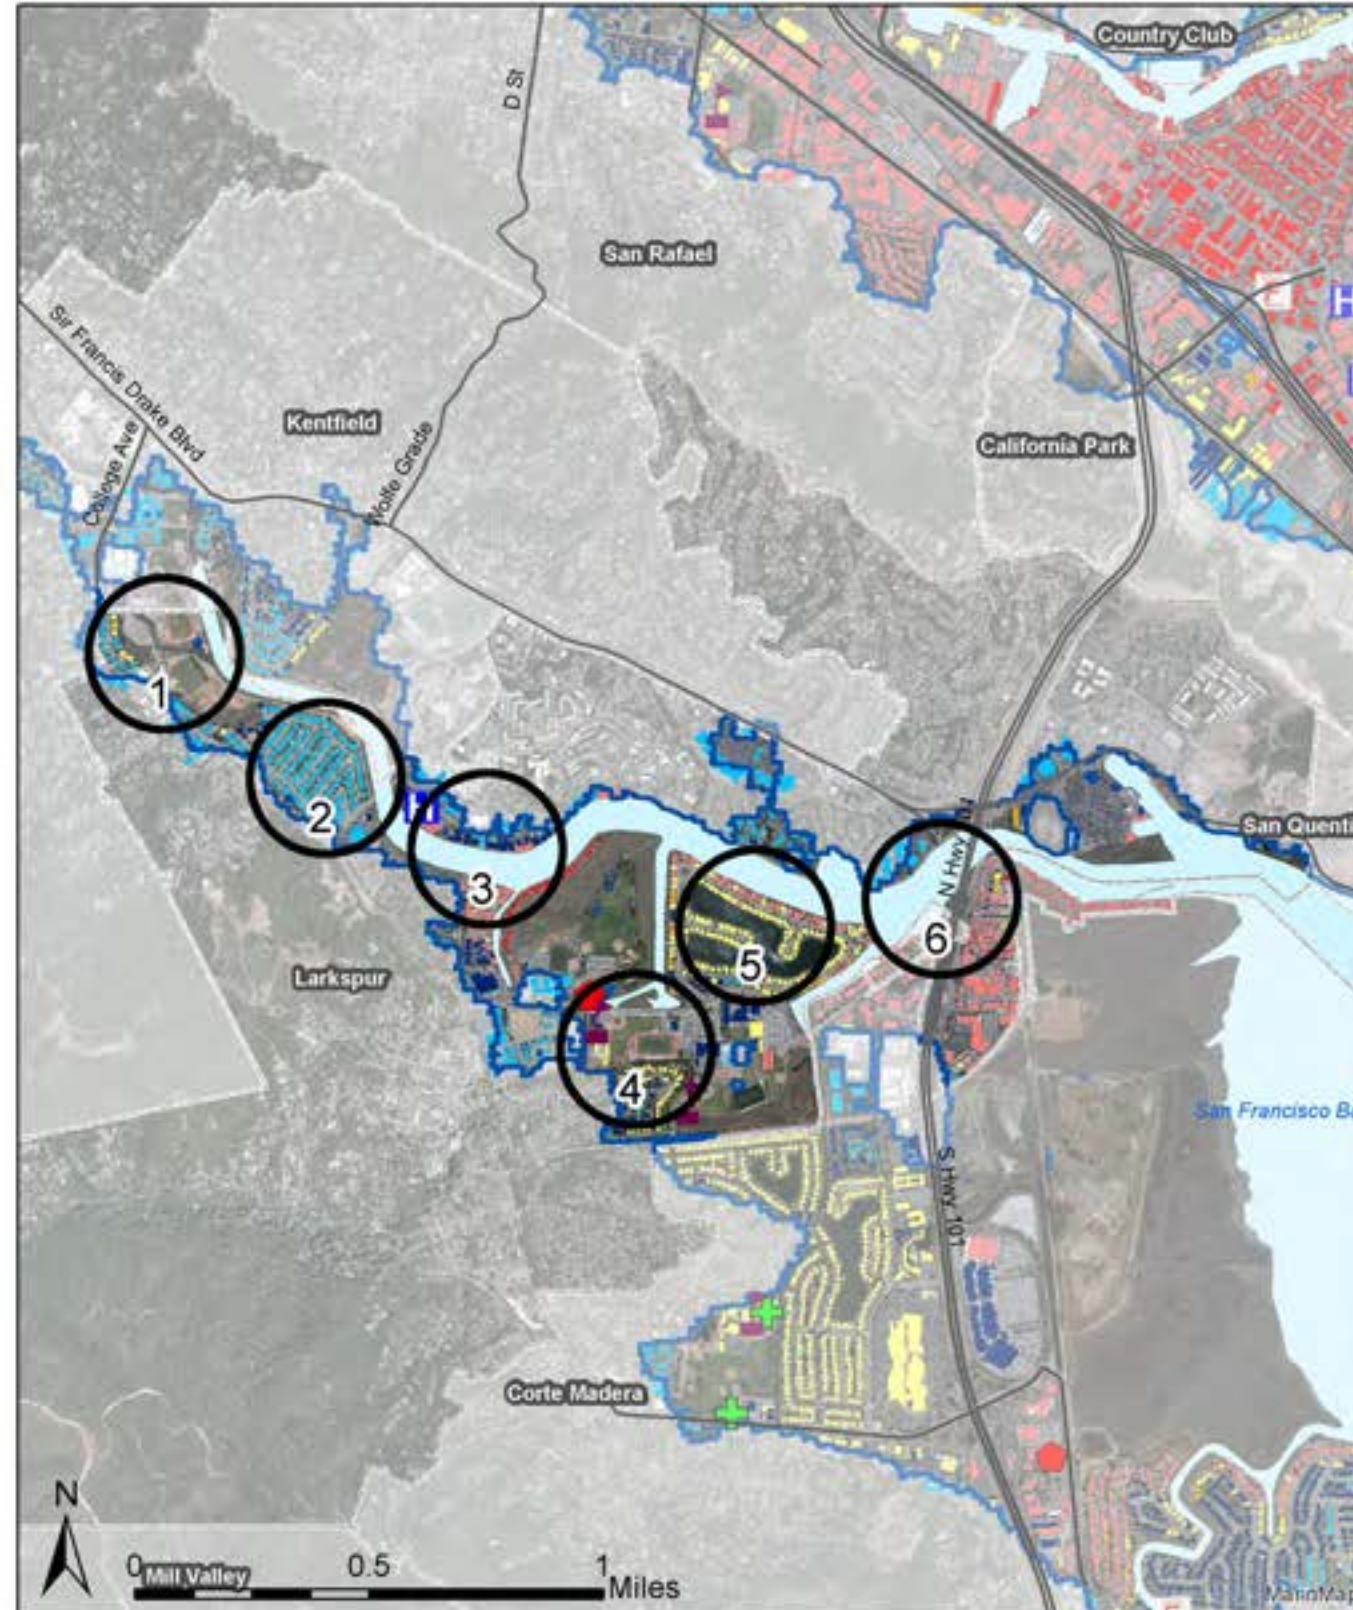 Country Club
D St
San Rafael
H
Sir Francis Drake Blvd
Kentfield
College Ave
Wolfe Grade
California Park
1
2
H
3
N Hwy
San Quenti
6
5
Larkspur
4
San Francisco Ba
S Hwy 101
Corte Madera
N
0 0.5 1
Mill Valley
Miles
MarinMap